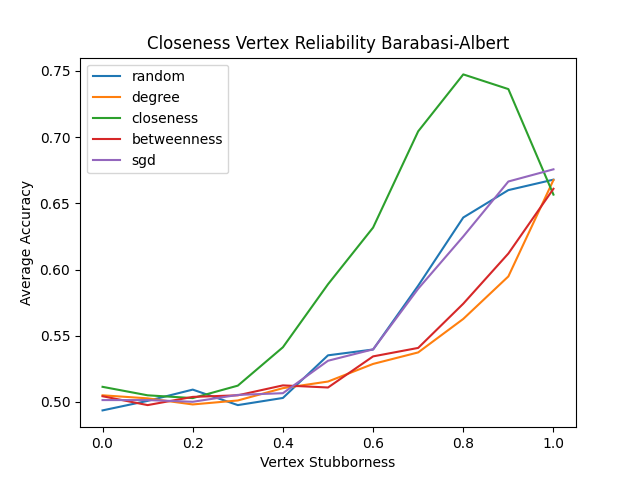 Closeness Vertex Reliability Barabasi-Albert
random
degree
closeness
betweenness
sgd
Average Accuracy
0.75
0.70
0.65
0.60
0.55
0.50
0.0 0.2 0.4 0.6 0.8 1.0
Vertex Stubborness